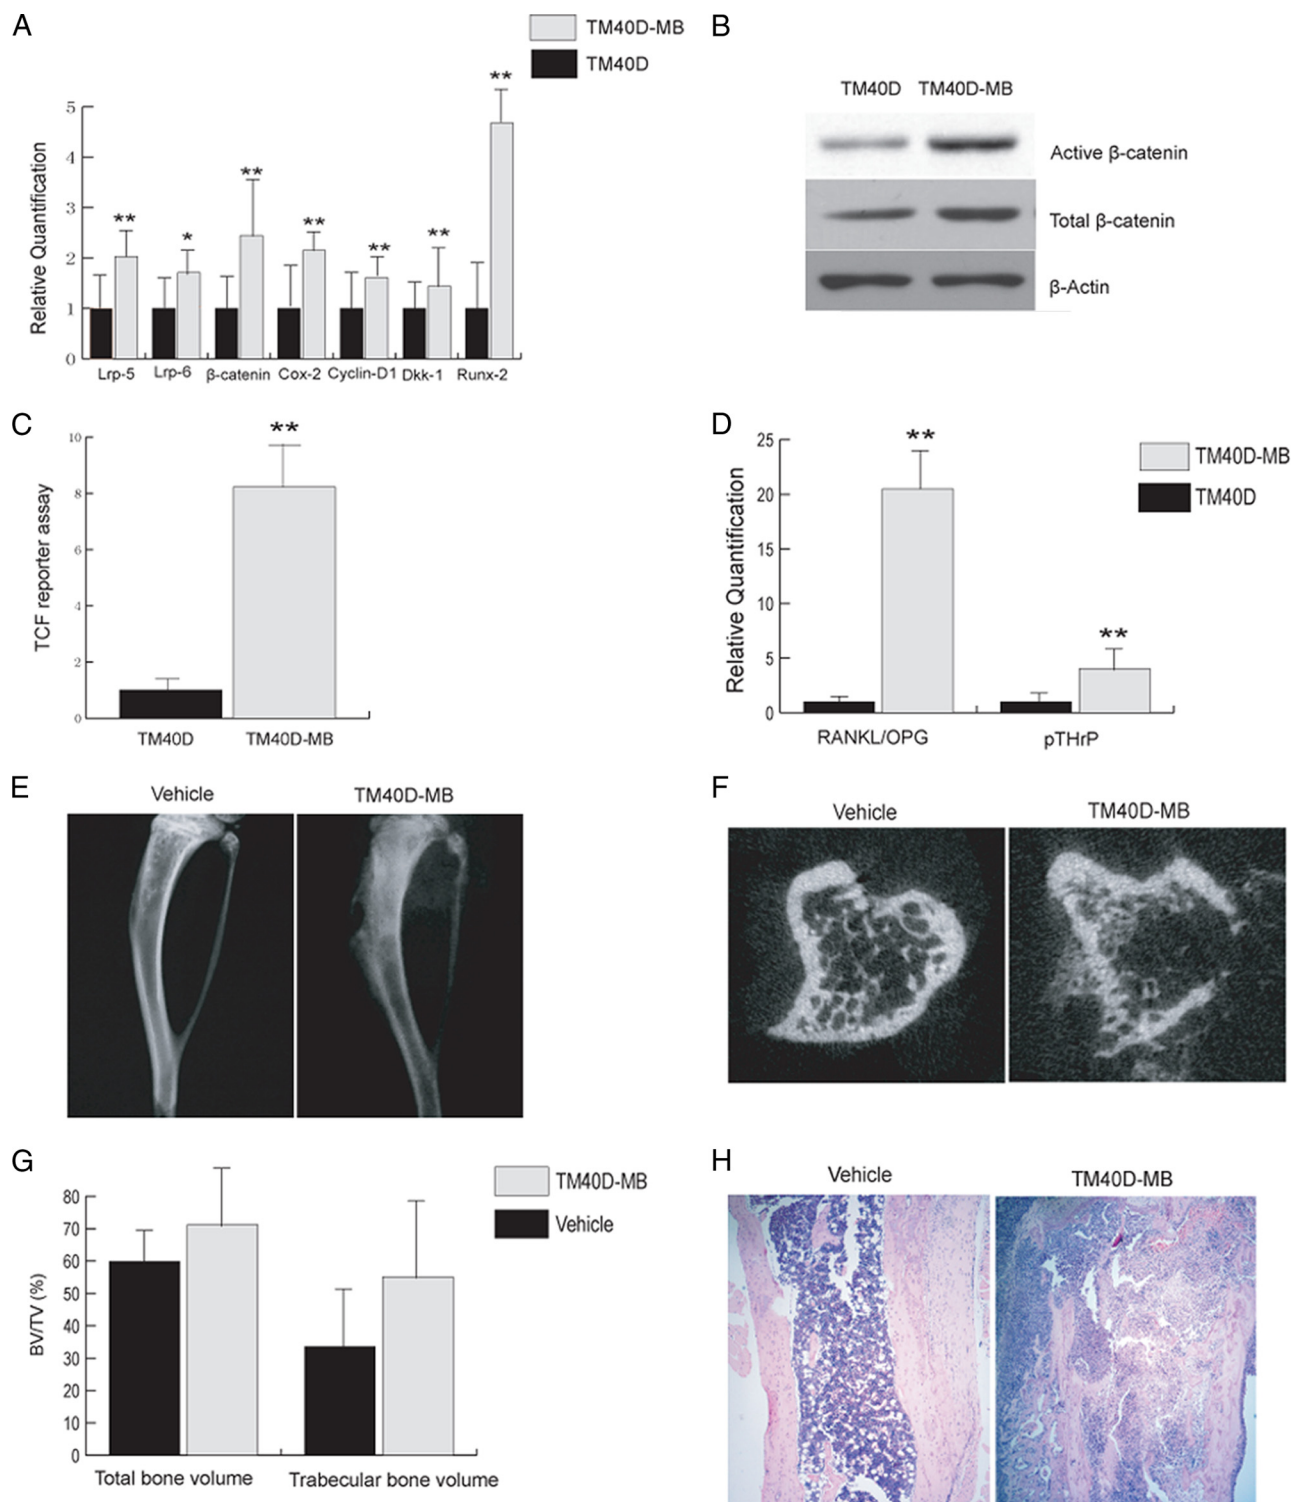 A
TM40D-MB
TM40D
Relative Quantification
5
4
3
2
1
0
**
*
**
**
**
**
**
Lrp-5 Lrp-6 β-catenin Cox-2 Cyclin-D1 Dkk-1 Runx-2
B
TM40D TM40D-MB
Active β-catenin
Total β-catenin
β-Actin
C
TCF reporter assay
10
8
6
4
2
0
**
TM40D TM40D-MB
D
Relative Quantification
25
20
15
10
5
0
**
**
TM40D-MB
TM40D
RANKL/OPG pTHrP
E
Vehicle TM40D-MB
F
Vehicle TM40D-MB
G
BV/TV (%)
80
70
60
50
40
30
20
10
0
TM40D-MB
Vehicle
Total bone volume Trabecular bone volume
H
Vehicle TM40D-MB